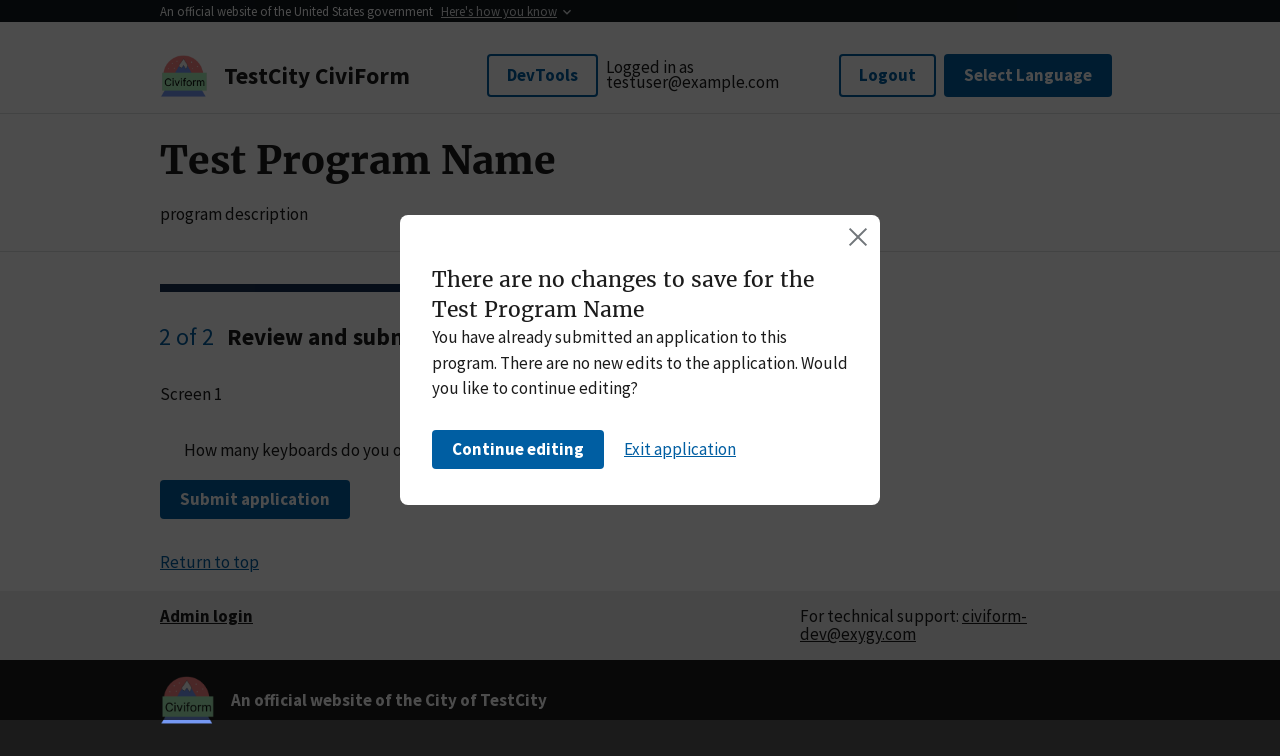 An official website of the United States government Here's how you know
Civiform
TestCity CiviForm
DevTools
Logged in as
testuser@example.com
Logout
Select Language
Test Program Name
program description
There are no changes to save for the
Test Program Name
You have already submitted an application to this
program. There are no new edits to the application. Would
you like to continue editing?
Continue editing
Exit application
2 of 2 Review and subm
Screen 1
How many keyboards do you o
Submit application
Return to top
Admin login
For technical support: civiform-
dev@exygy.com
Civiform
An official website of the City of TestCity